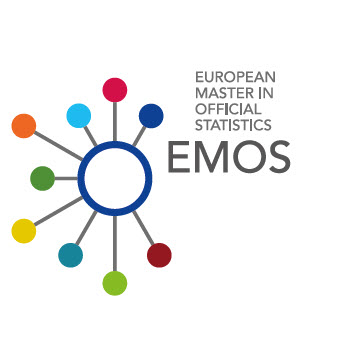 EUROPEAN
MASTER IN
OFFICIAL
STATISTICS
EMOS